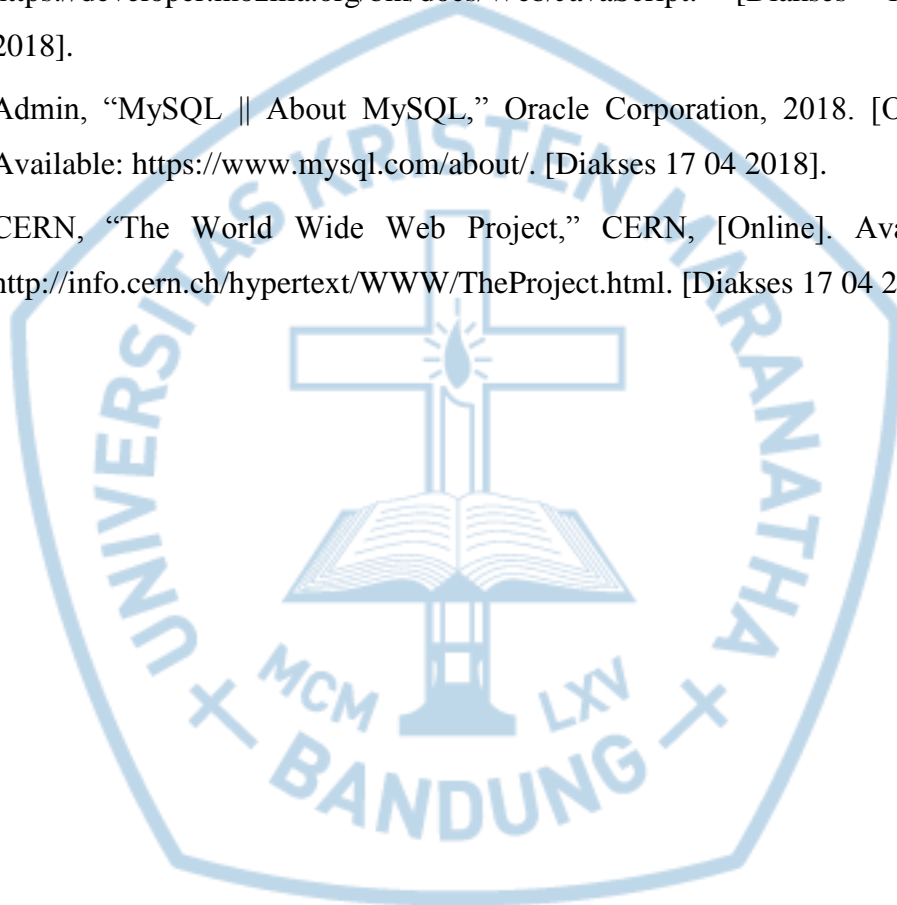 2018].
Admin, “MySQL || About MySQL,” Oracle Corporation, 2018. [O
Available: https://www.mysql.com/about/. [Diakses 17 04 2018].
CERN, “The World Wide Web Project,” CERN, [Online]. Ava
http://info.cern.ch/hypertext/WWW/TheProject.html. [Diakses 17 04 2
UNIVERSITAS KRISTEN MARANATHA
MCM LXV
BANDUNG